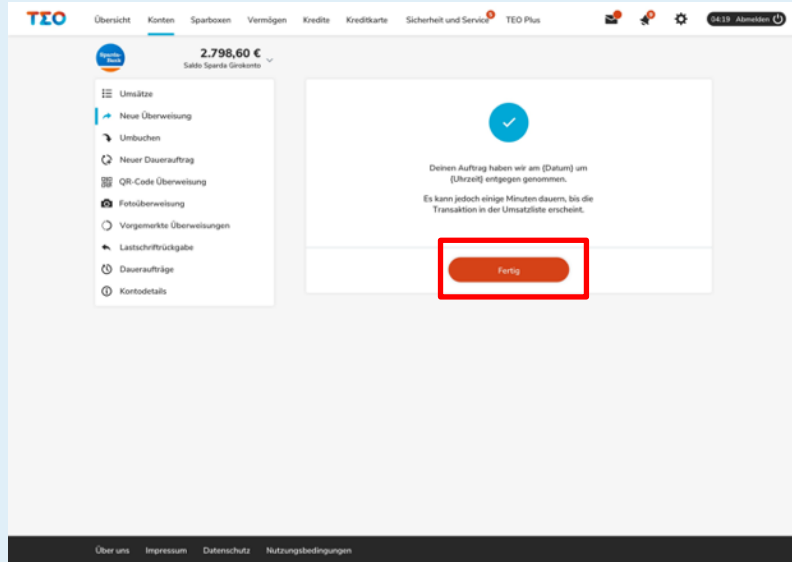 TEO
Übersicht Konten Sparboxen Vermögen Kredite Kreditkarte Sicherheit und Service TEO Plus 04:19 Abmelden
Sparda-Bank
2.798,60 €
Saldo Sparda Girokonto
Umsätze
Neue Überweisung
Umbuchen
Neuer Dauerauftrag
QR-Code Überweisung
Fotoüberweisung
Vorgemerkte Überweisungen
Lastschriftrückgabe
Daueraufträge
Kontodetails
Deinen Auftrag haben wir am {Datum} um
{Uhrzeit} entgegen genommen.
Es kann jedoch einige Minuten dauern, bis die
Transaktion in der Umsatzliste erscheint.
Fertig
Über uns Impressum Datenschutz Nutzungsbedingungen